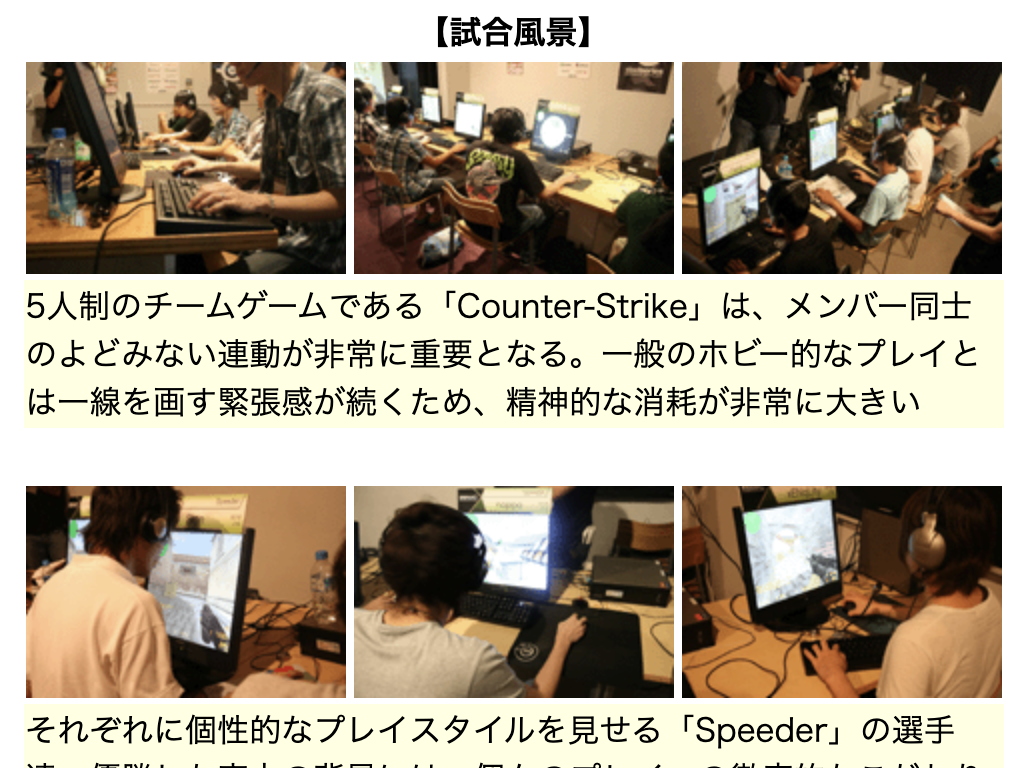 【試合風景】
5人制のチームゲームである「Counter-Strike」は、メンバー同士
のよどみない連動が非常に重要となる。一般のホビー的なプレイと
は一線を画す緊張感が続くため、精神的な消耗が非常に大きい
Speeder
noppo
それぞれに個性的なプレイスタイルを見せる「Speeder」の選手